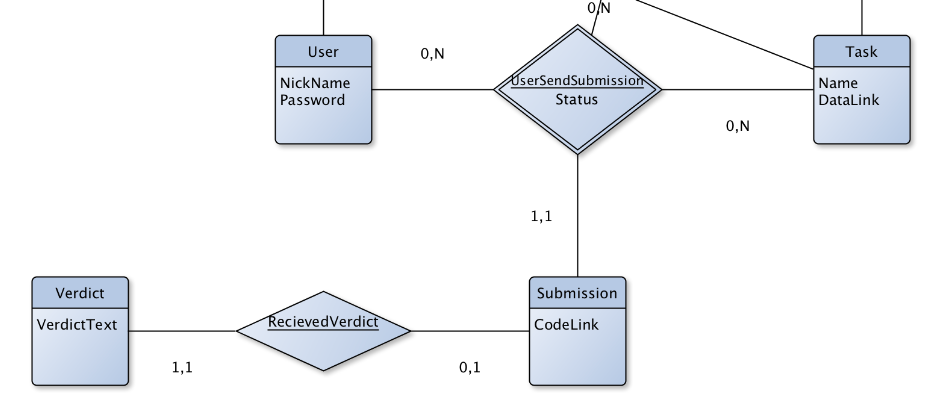 0,N
User
NickName
Password
0,N
UserSendSubmission
Status
Task
Name
DataLink
0,N
1,1
Verdict
VerdictText
RecievedVerdict
Submission
CodeLink
1,1
0,1